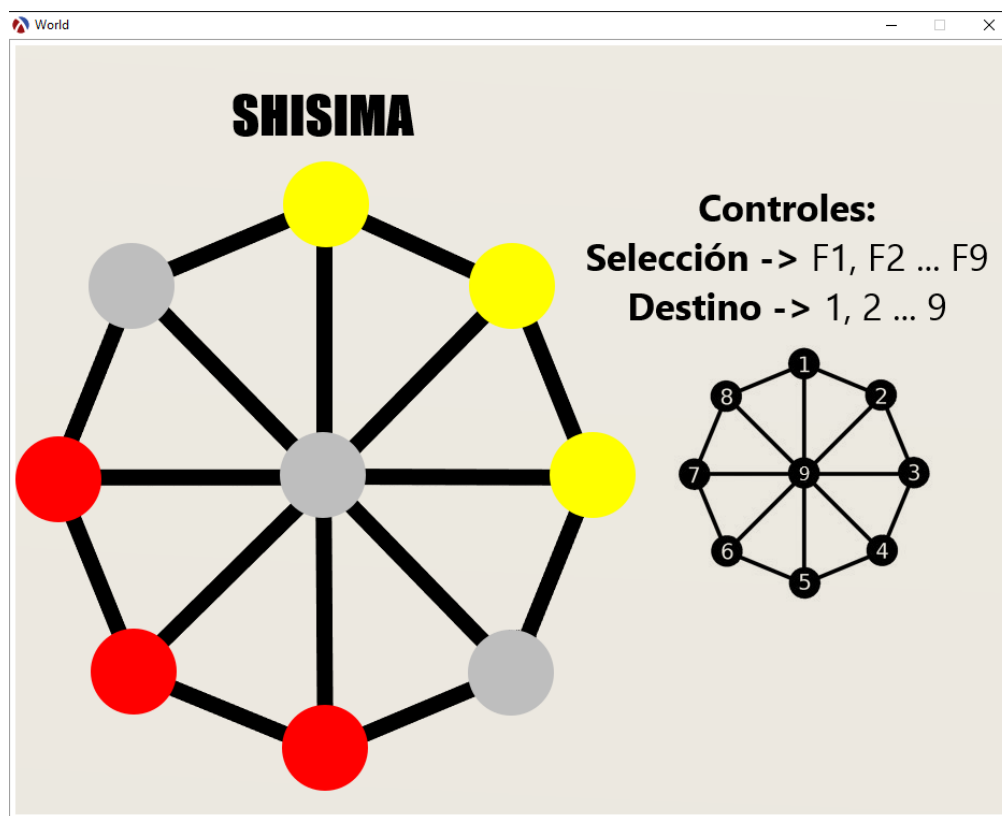 World
SHISIMA
Controles:
Selección -> F1, F2 ... F9
Destino -> 1, 2 ... 9
1
8
2
7
9
3
6
4
5